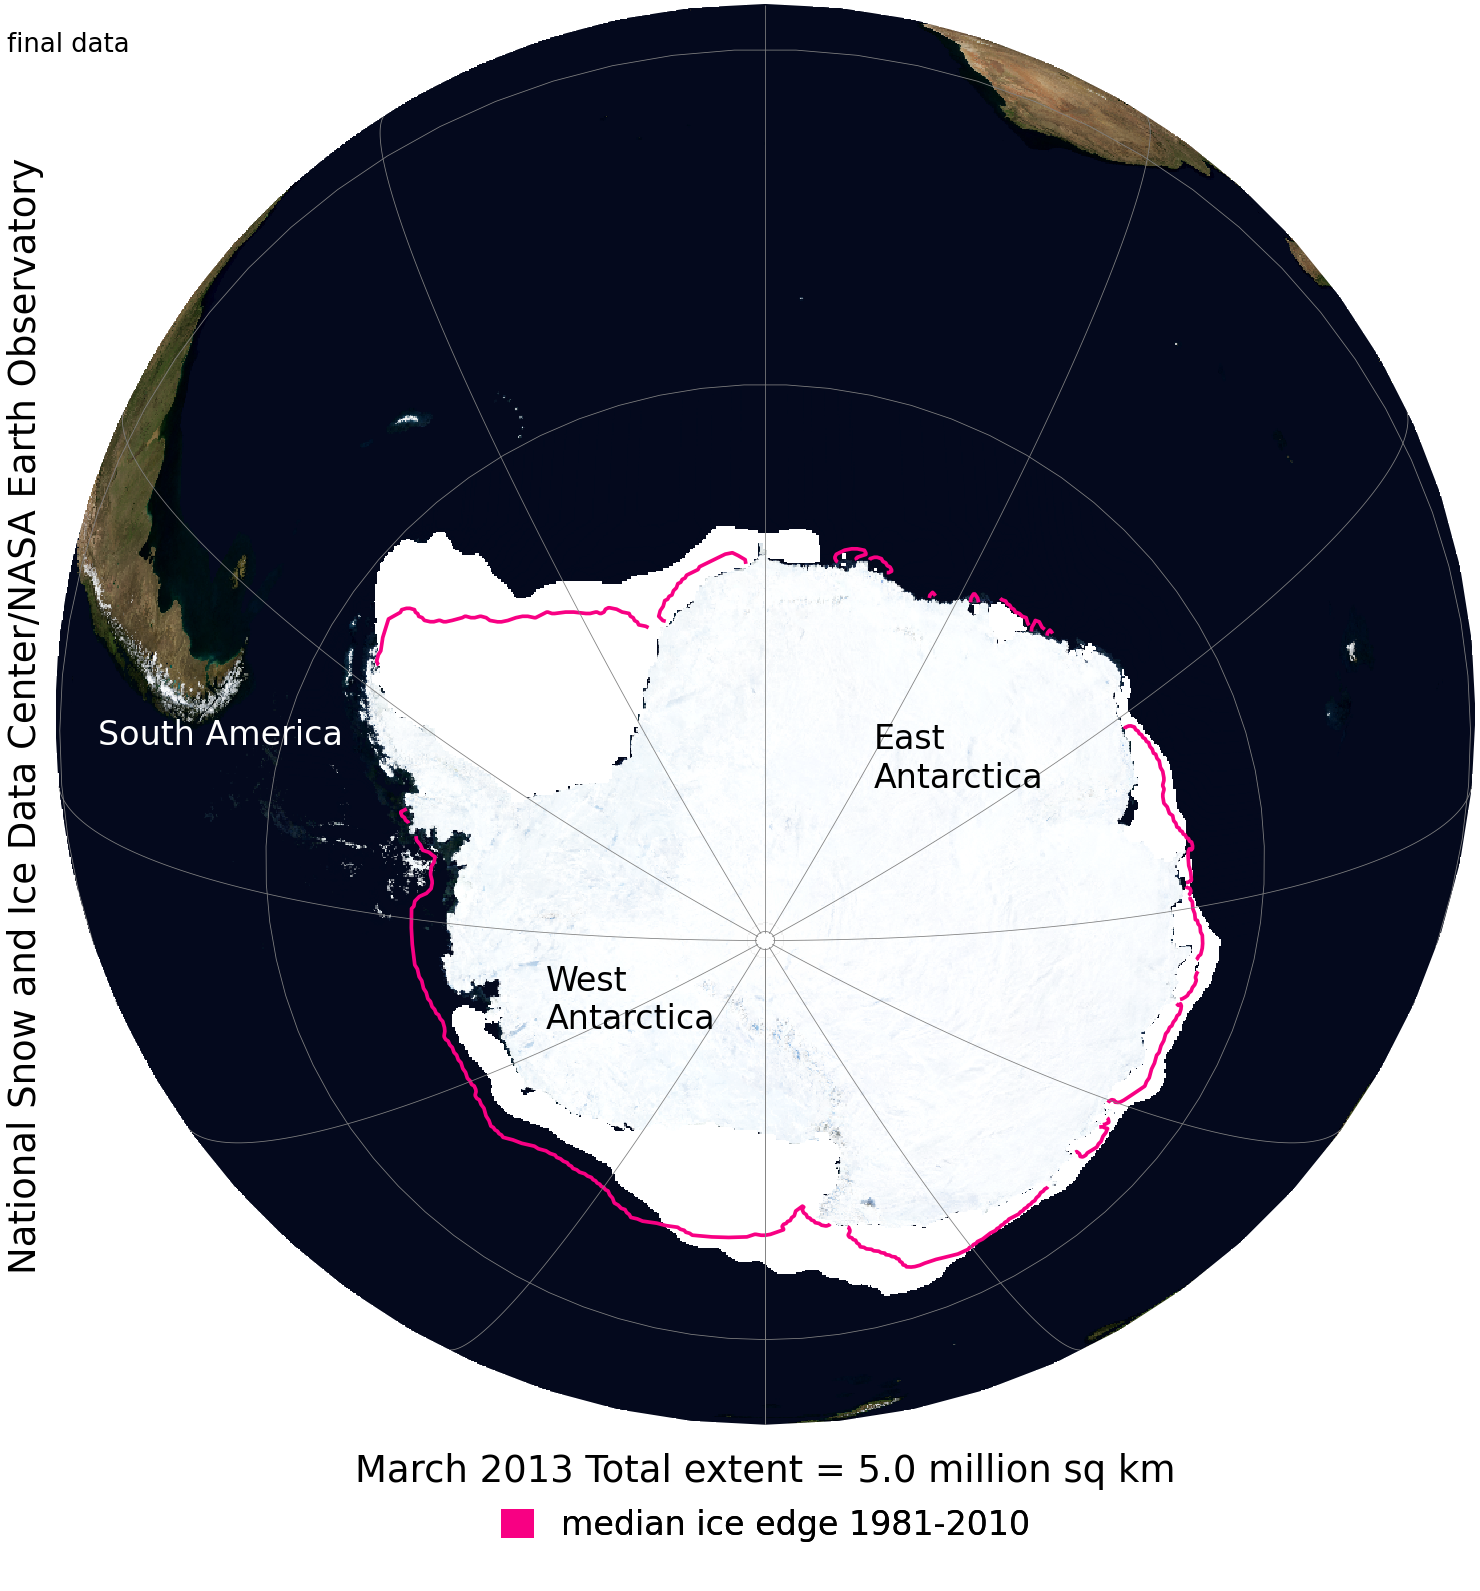 final data
National Snow and Ice Data Center/NASA Earth Observatory
South America
East
Antarctica
West
Antarctica
March 2013 Total extent = 5.0 million sq km
median ice edge 1981-2010